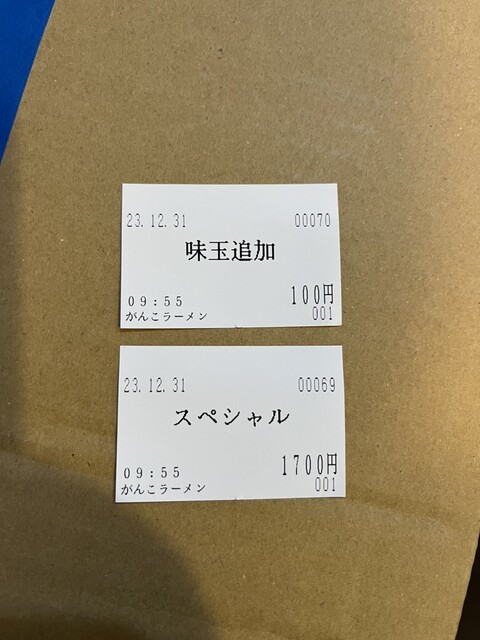 23.12.31 00070
味玉追加
09:55 100円
がんこラーメン 001
23.12.31 00069
スペシャル
09:55 1700円
がんこラーメン 001